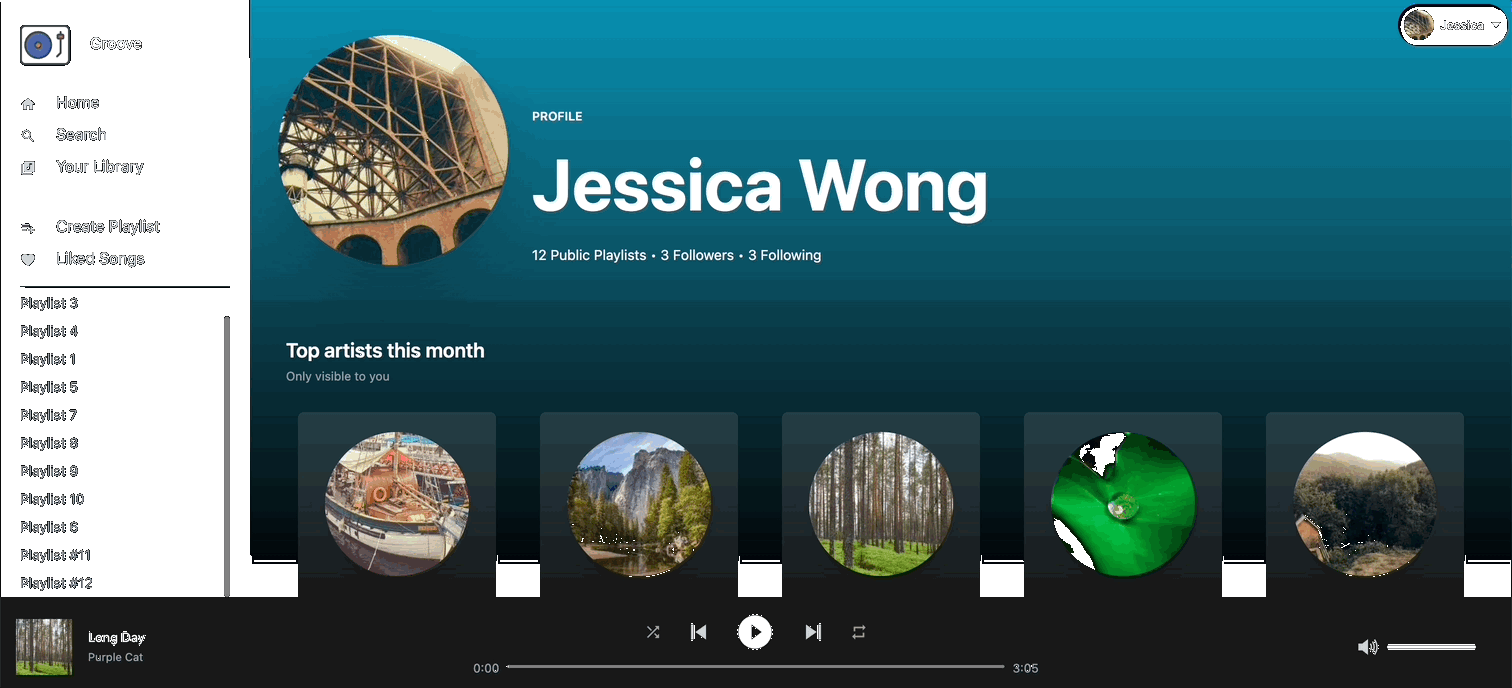 Groove
Home
Search
Your Library
Create Playlist
Liked Songs
Playlist 3
Playlist 4
Playlist 1
Playlist 5
Playlist 7
Playlist 8
Playlist 9
Playlist 10
Playlist 6
Playlist #11
Playlist #12
Jessica
PROFILE
Jessica Wong
12 Public Playlists • 3 Followers • 3 Following
Top artists this month
Only visible to you
Long Day
Purple Cat
0:00
3:05